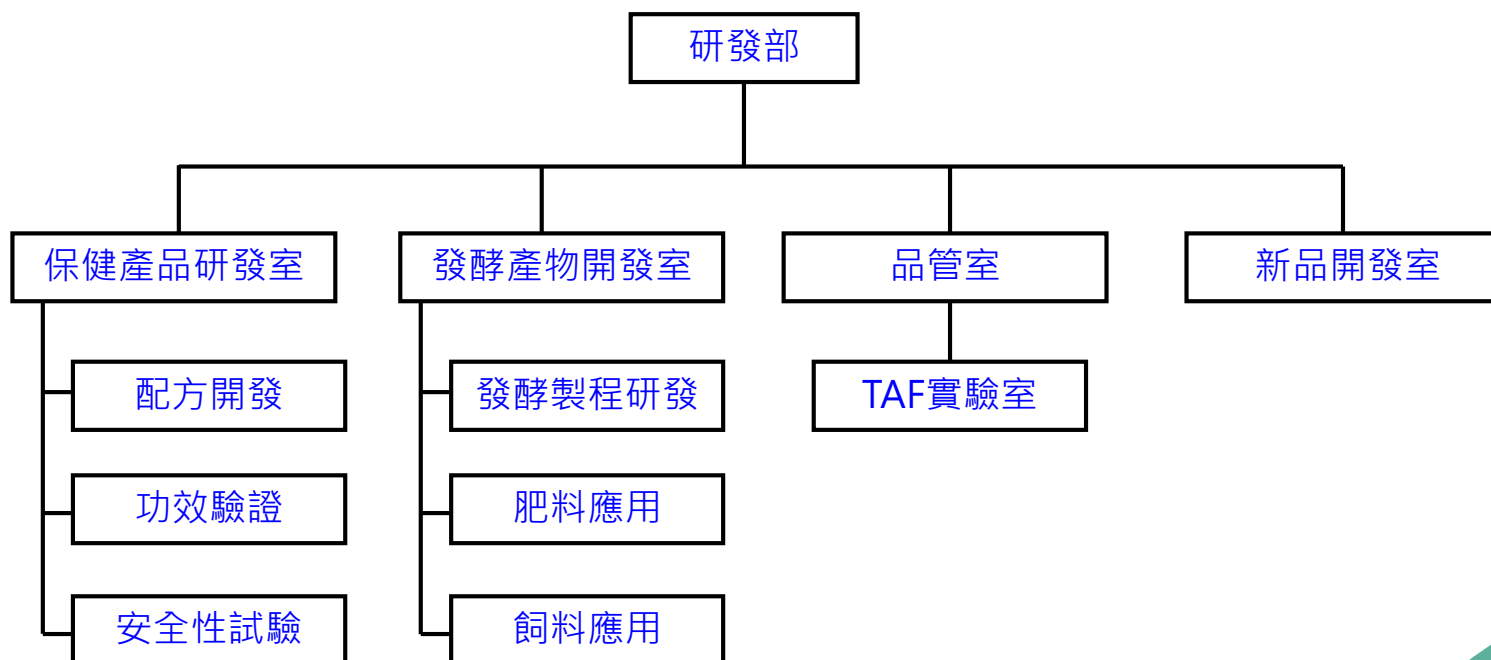 研發部
保健產品研發室
發酵產物開發室
品管室
新品開發室
配方開發
發酵製程研發
TAF實驗室
功效驗證
肥料應用
安全性試驗
飼料應用